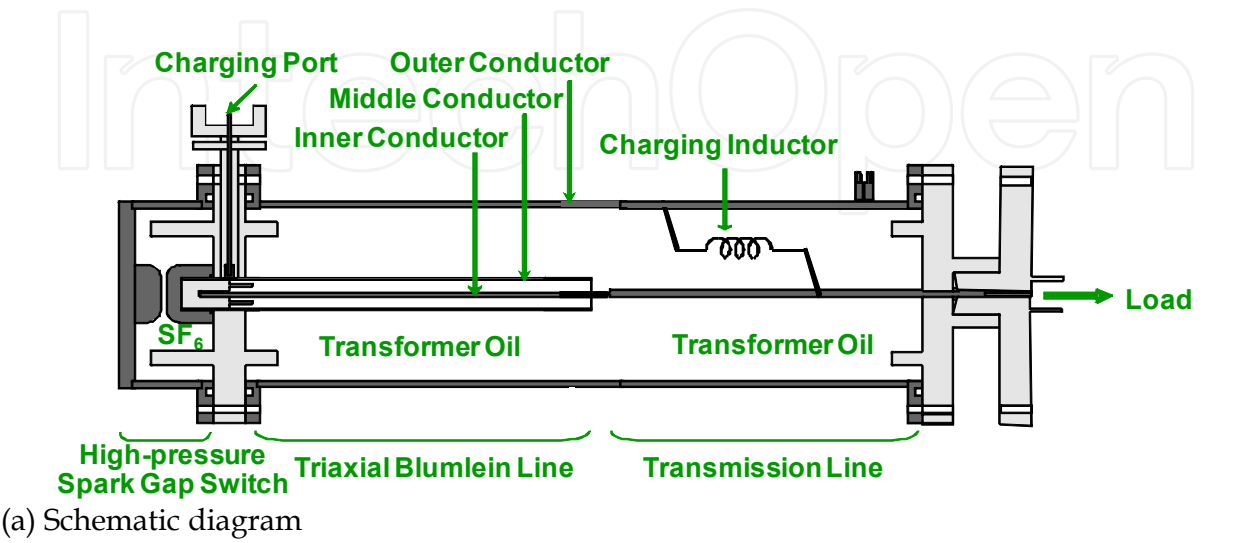 IntechOpen
Charging Port
Outer Conductor
Middle Conductor
Inner Conductor
Charging Inductor
Load
SF6
Transformer Oil
Transformer Oil
High-pressure
Spark Gap Switch
Triaxial Blumlein Line
Transmission Line
(a) Schematic diagram